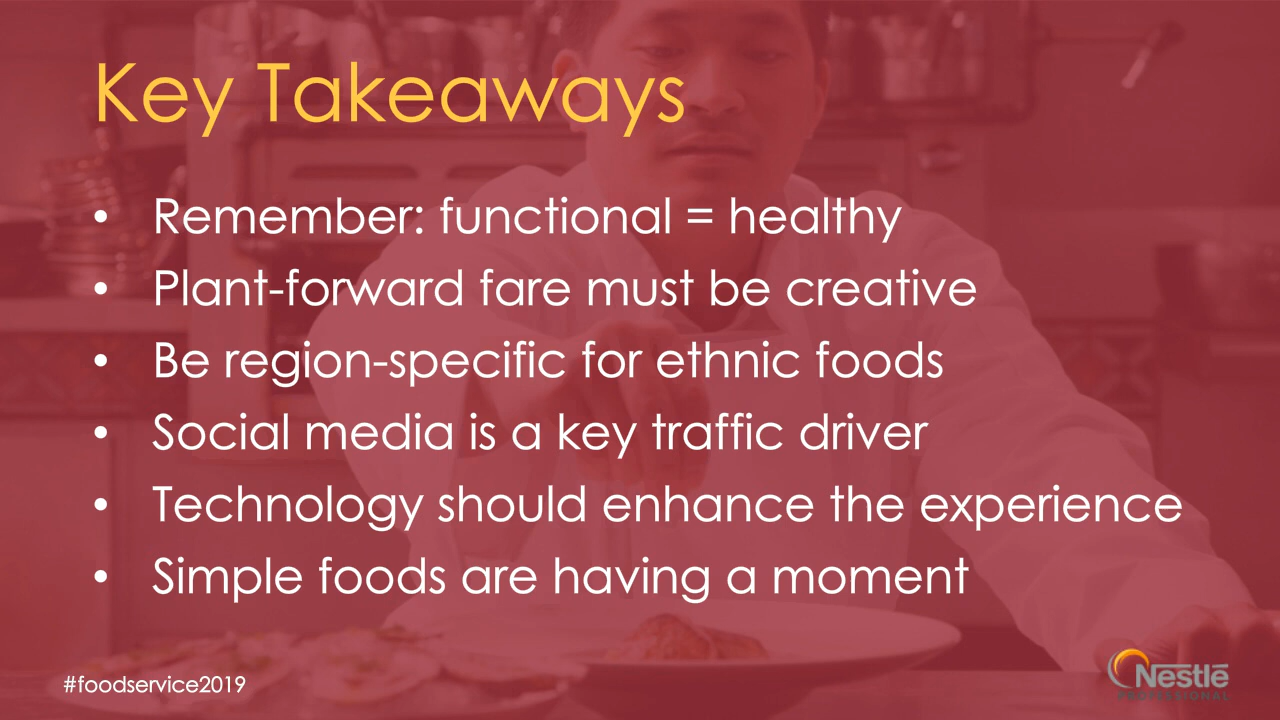 Key Takeaways
• Remember: functional = healthy
• Plant-forward fare must be creative
• Be region-specific for ethnic foods
• Social media is a key traffic driver
• Technology should enhance the experience
• Simple foods are having a moment
#foodservice2019
Nestlé
PROFESSIONAL